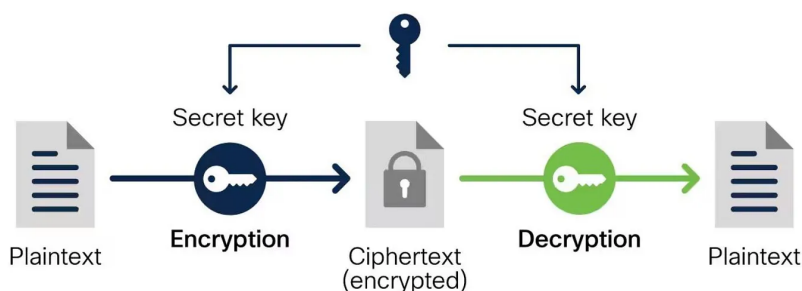 Secret key
Secret key
Plaintext
Encryption
Ciphertext
(encrypted)
Decryption
Plaintext